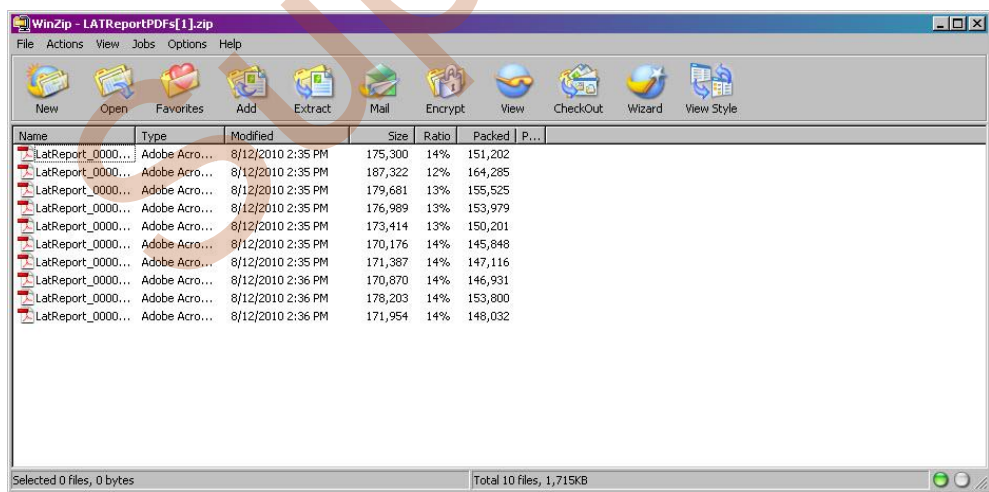 WinZip - LATReportPDFs[1].zip
File Actions View Jobs Options Help
New Open Favorites Add Extract Mail Encrypt View CheckOut Wizard View Style
Name Type Modified Size Ratio Packed P...
LatReport_0000... Adobe Acro... 8/12/2010 2:35 PM 175,300 14% 151,202
LatReport_0000... Adobe Acro... 8/12/2010 2:35 PM 187,322 12% 164,285
LatReport_0000... Adobe Acro... 8/12/2010 2:35 PM 179,681 13% 155,525
LatReport_0000... Adobe Acro... 8/12/2010 2:35 PM 176,989 13% 153,979
LatReport_0000... Adobe Acro... 8/12/2010 2:35 PM 173,414 13% 150,201
LatReport_0000... Adobe Acro... 8/12/2010 2:35 PM 170,176 14% 145,848
LatReport_0000... Adobe Acro... 8/12/2010 2:35 PM 171,387 14% 147,116
LatReport_0000... Adobe Acro... 8/12/2010 2:36 PM 170,870 14% 146,931
LatReport_0000... Adobe Acro... 8/12/2010 2:36 PM 178,203 14% 153,800
LatReport_0000... Adobe Acro... 8/12/2010 2:36 PM 171,954 14% 148,032
Selected 0 files, 0 bytes Total 10 files, 1,715KB